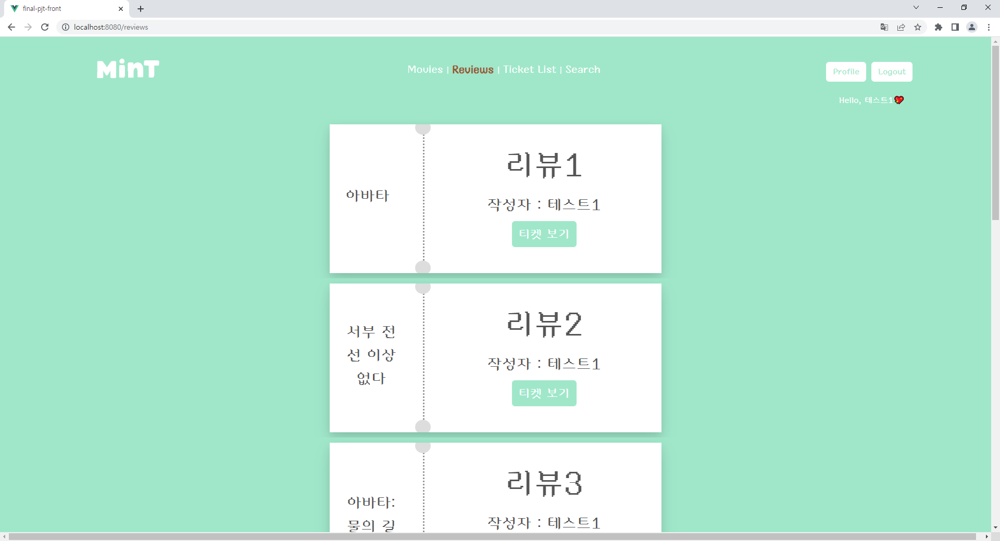 final-pjt-front
localhost:8080/reviews
MinT
Movies | Reviews | Ticket List | Search
Profile
Logout
Hello, 테스트1💖
아바타
리뷰1
작성자 : 테스트1
티켓 보기
서부 전
선 이상
없다
리뷰2
작성자 : 테스트1
티켓 보기
아바타:
물의 길
리뷰3
작성자 : 테스트1